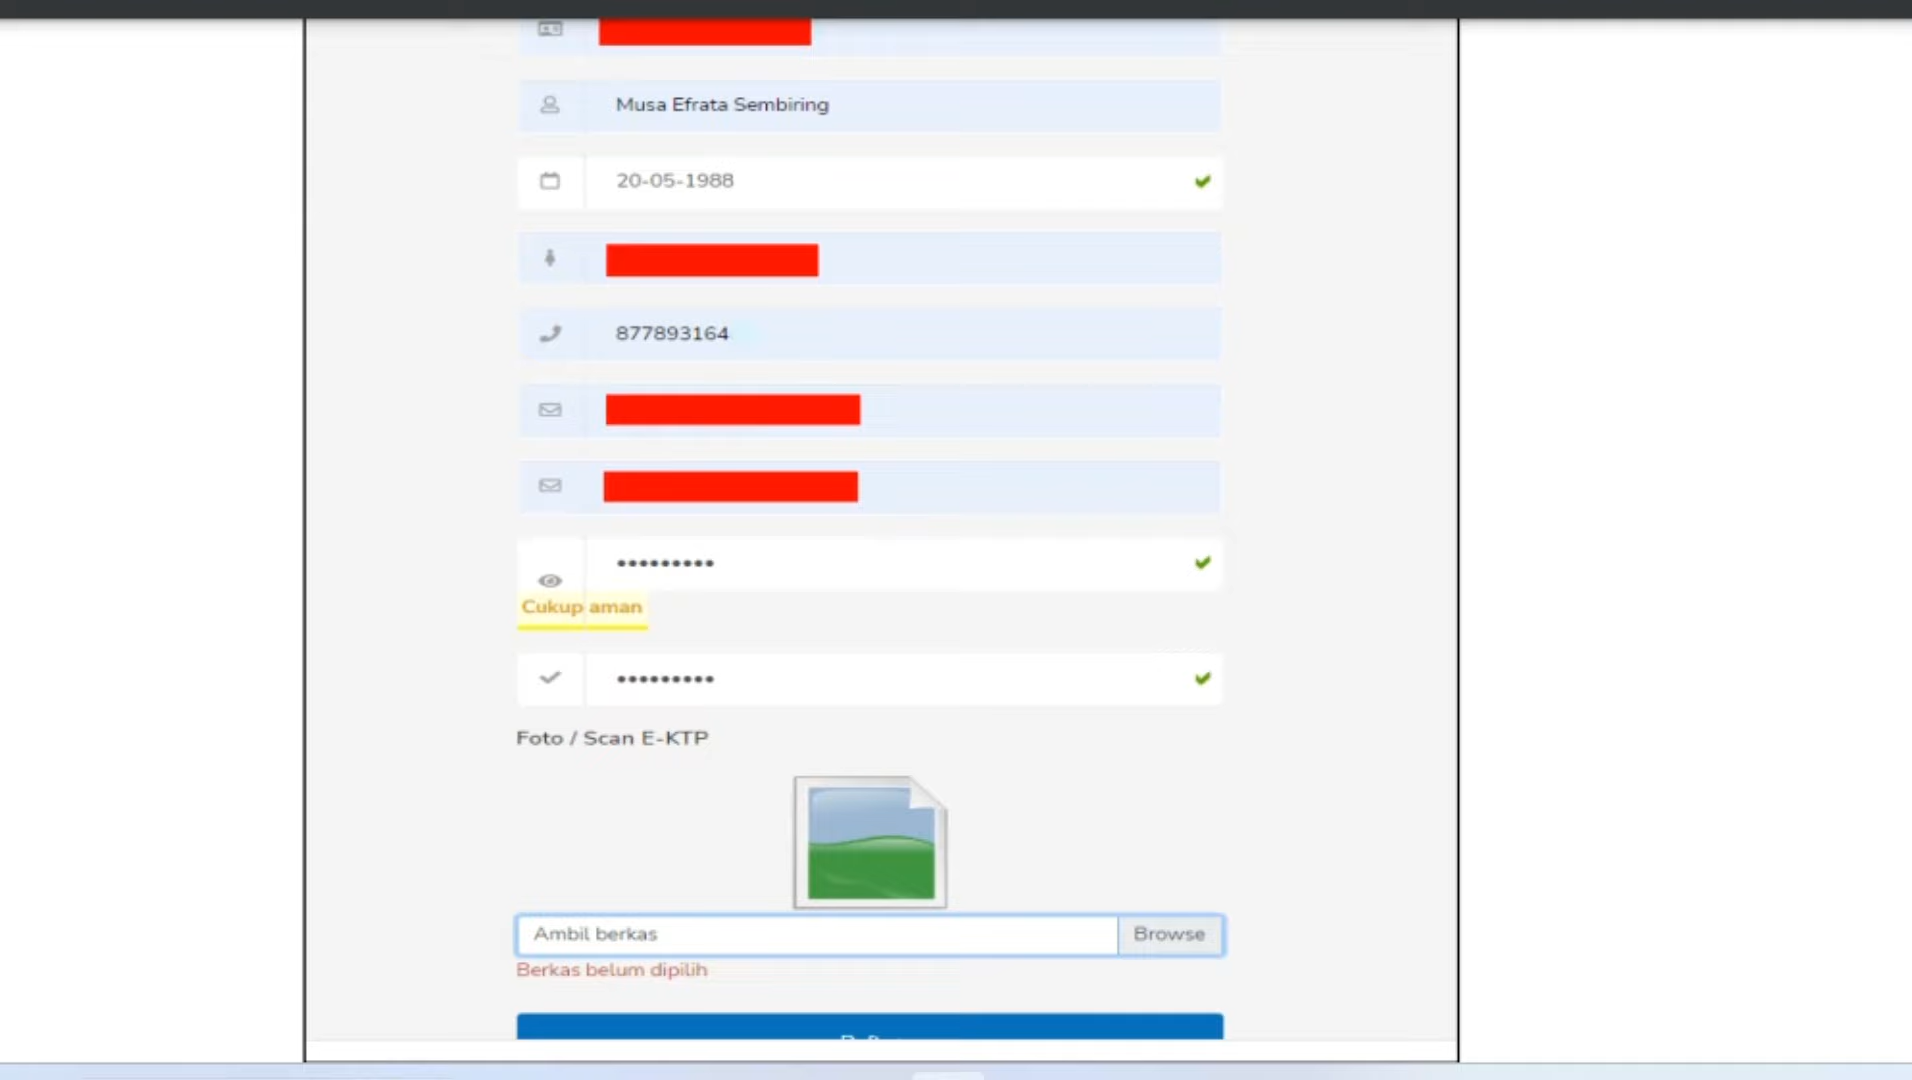 Musa Efrata Sembiring
20-05-1988
877893164
•••••••••
Cukup aman
•••••••••
Foto / Scan E-KTP
Ambil berkas
Browse
Berkas belum dipilih